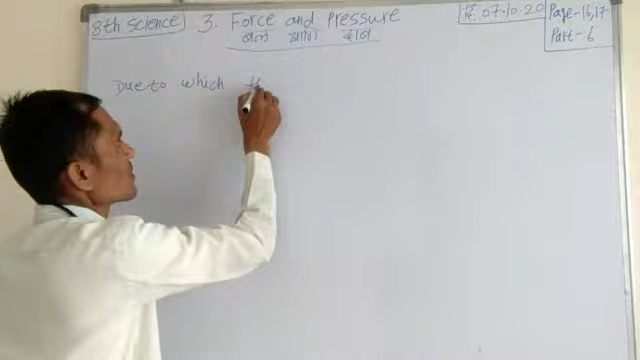 8th Science 3. Force and Pressure
बल आणि दाब
दि. 07.10.20
Page-16,17
Part-6
Due to which th